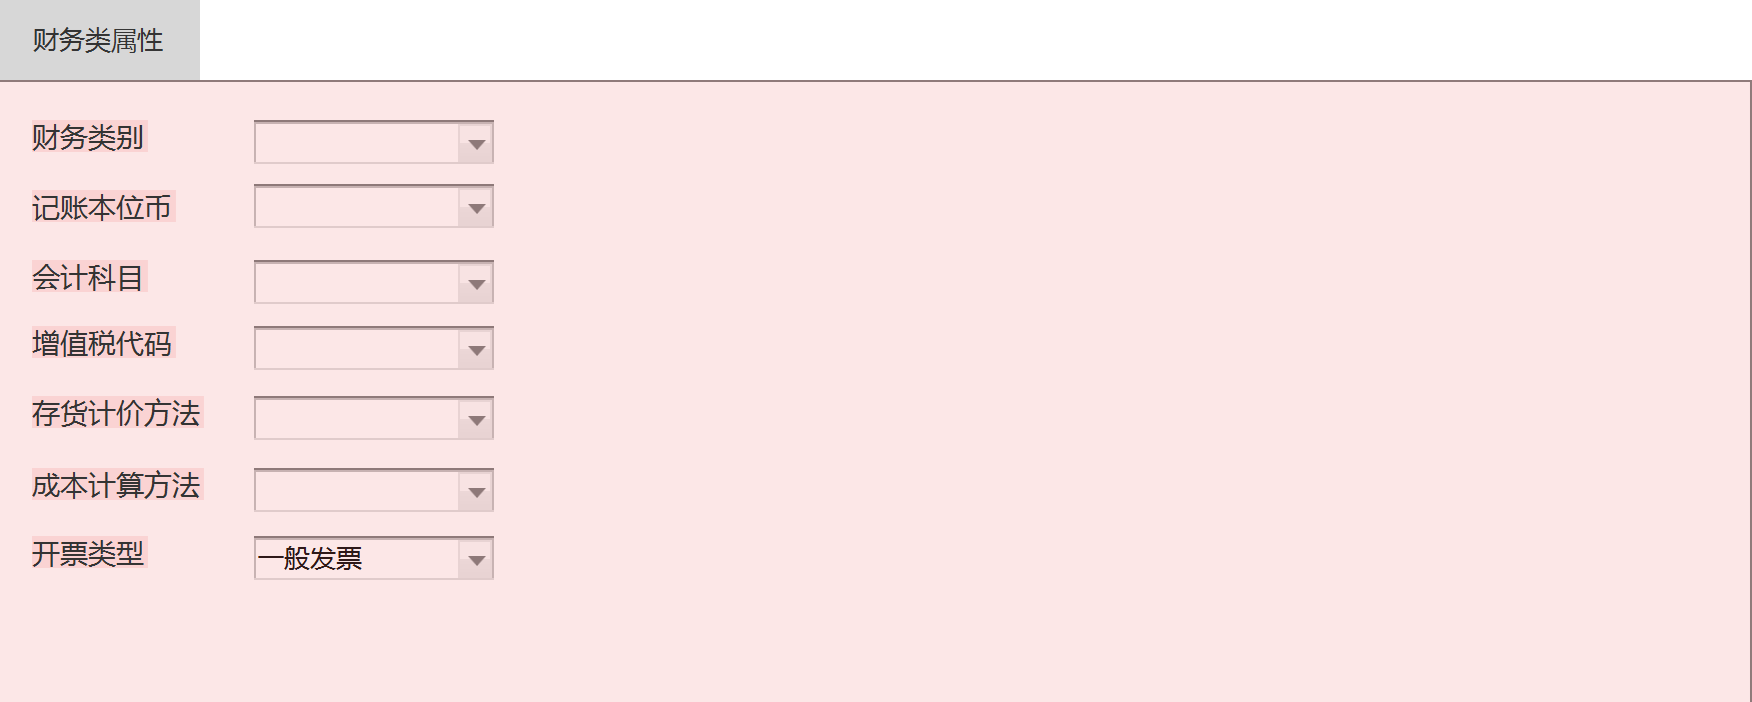 财务类属性
财务类别
记账本位币
会计科目
增值税代码
存货计价方法
成本计算方法
开票类型 一般发票